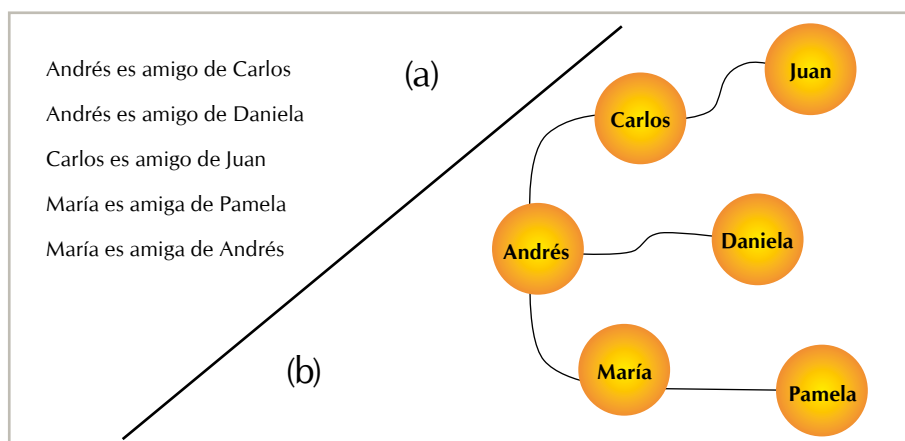 Andrés es amigo de Carlos
Andrés es amigo de Daniela
Carlos es amigo de Juan
María es amiga de Pamela
María es amiga de Andrés
(a)
(b)
Juan
Carlos
Andrés
Daniela
María
Pamela